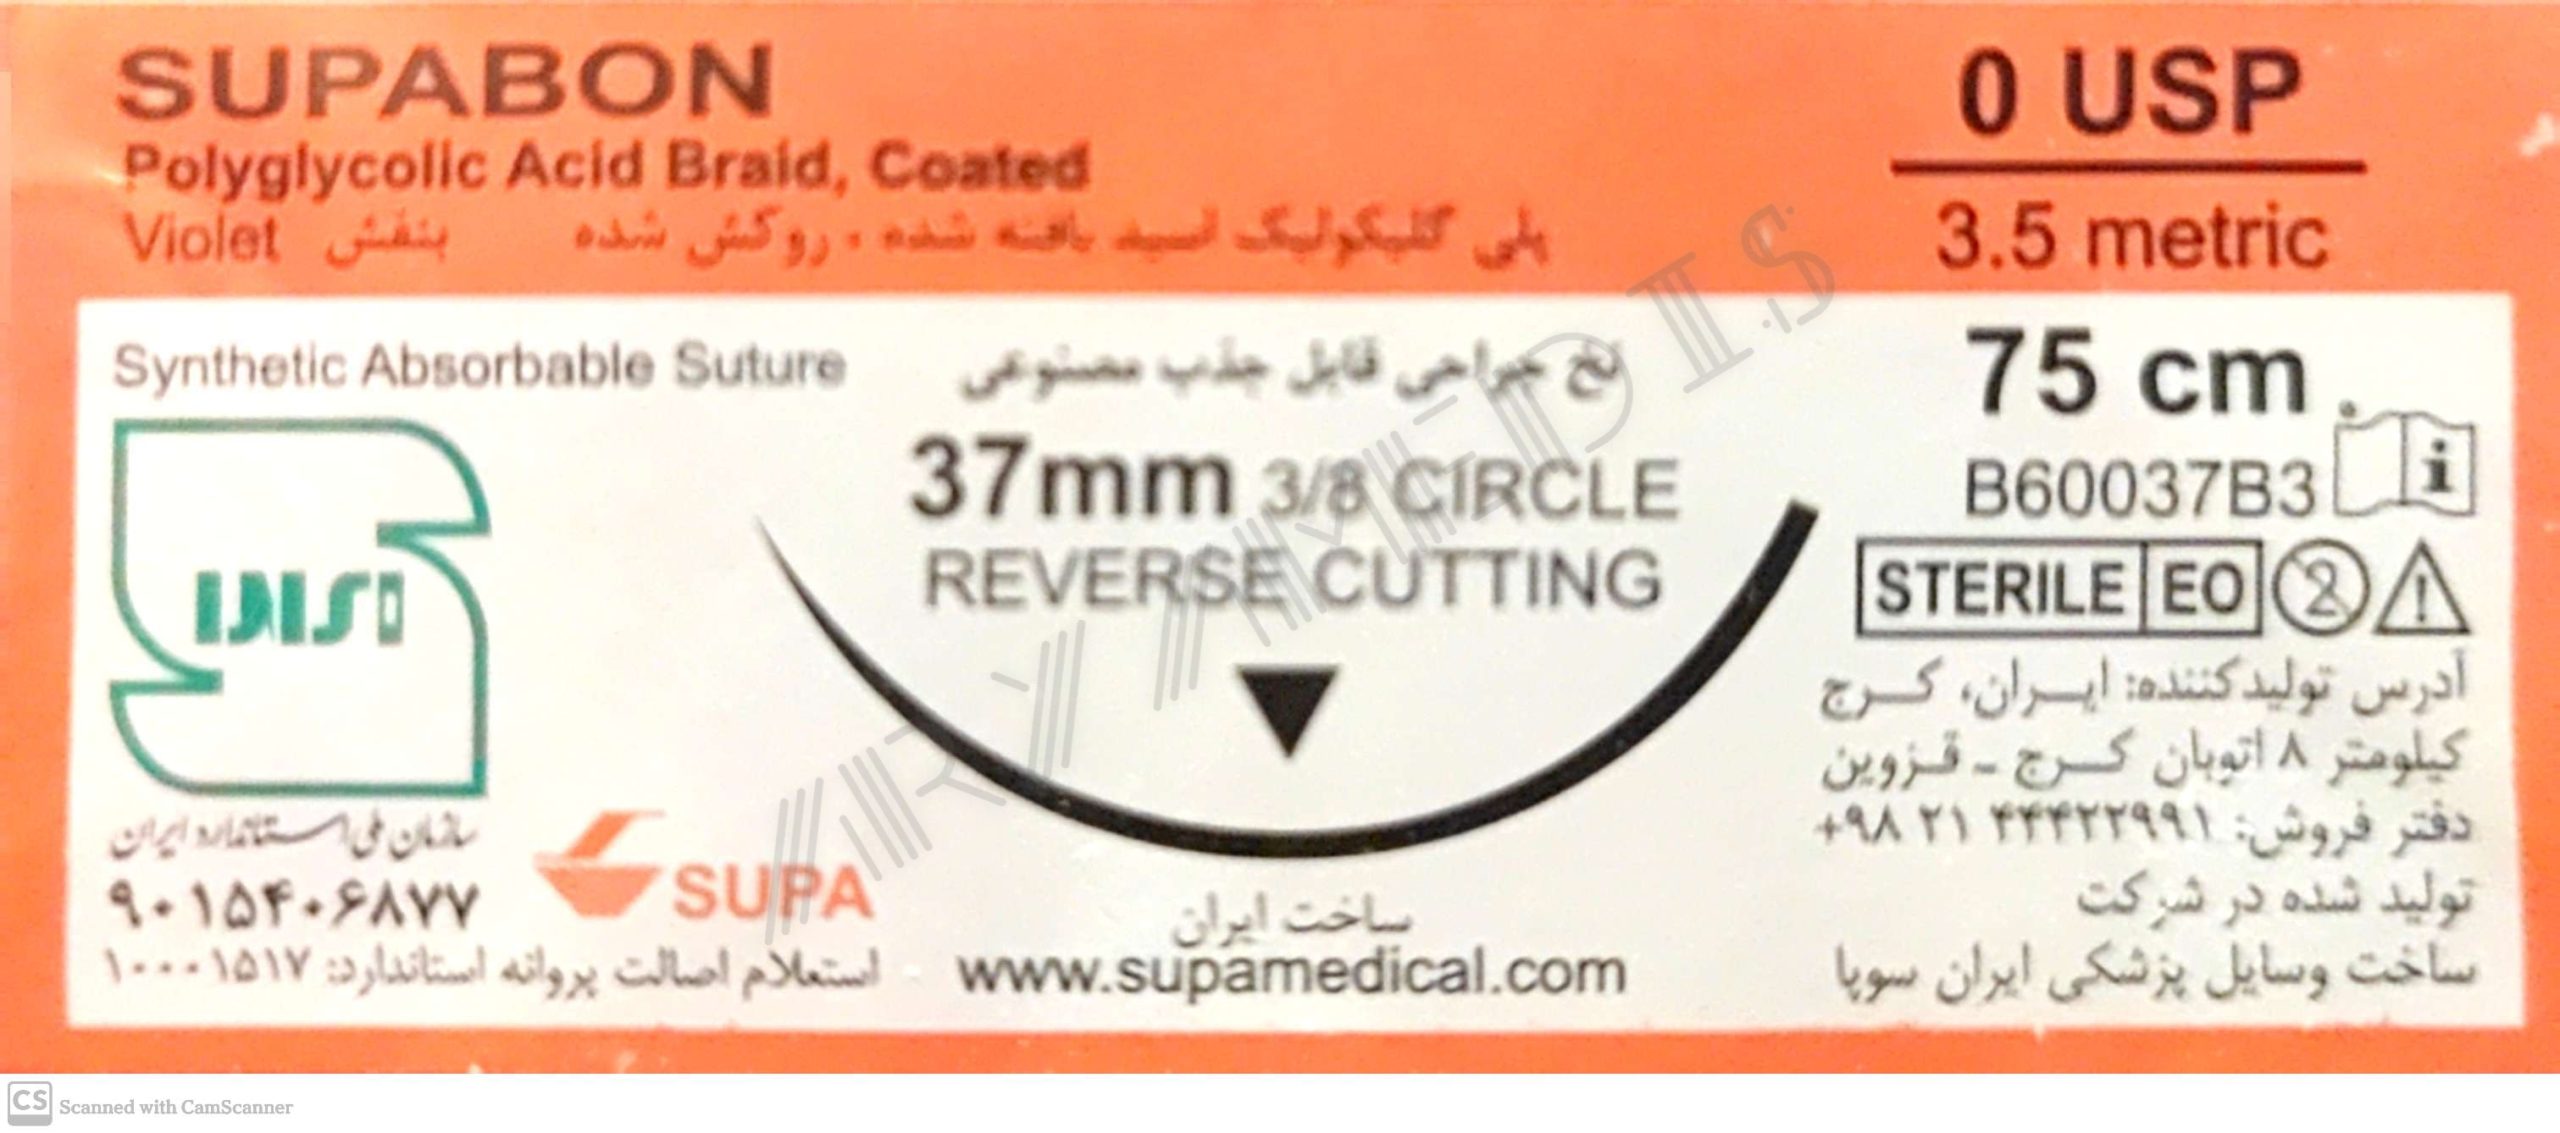 SUPABON
Polyglycolic Acid Braid, Coated
Violet بنفش پلی گلیکولیک اسید بافته شده ، روکش شده
0 USP
3.5 metric
Synthetic Absorbable Suture نخ جراحی قابل جذب مصنوعی
37mm 3/8 CIRCLE
REVERSE CUTTING
75 cm
B60037B3
STERILE EO 2
آدرس تولیدکننده: ایران، کرج
کیلومتر ۸ اتوبان کرج - قزوین
دفتر فروش: ۴۴۴۲۲۹۹۱ ۲۱ ۹۸+
تولید شده در شرکت
ساخت وسایل پزشکی ایران سوپا
سازمان ملی استاندارد ایران
۹۰۱۵۴۰۶۸۷۷
استعلام اصالت پروانه استاندارد: ۱۰۰۰۱۵۱۷
SUPA
ساخت ایران
www.supamedical.com
ARYAMEDIS
CS Scanned with CamScanner